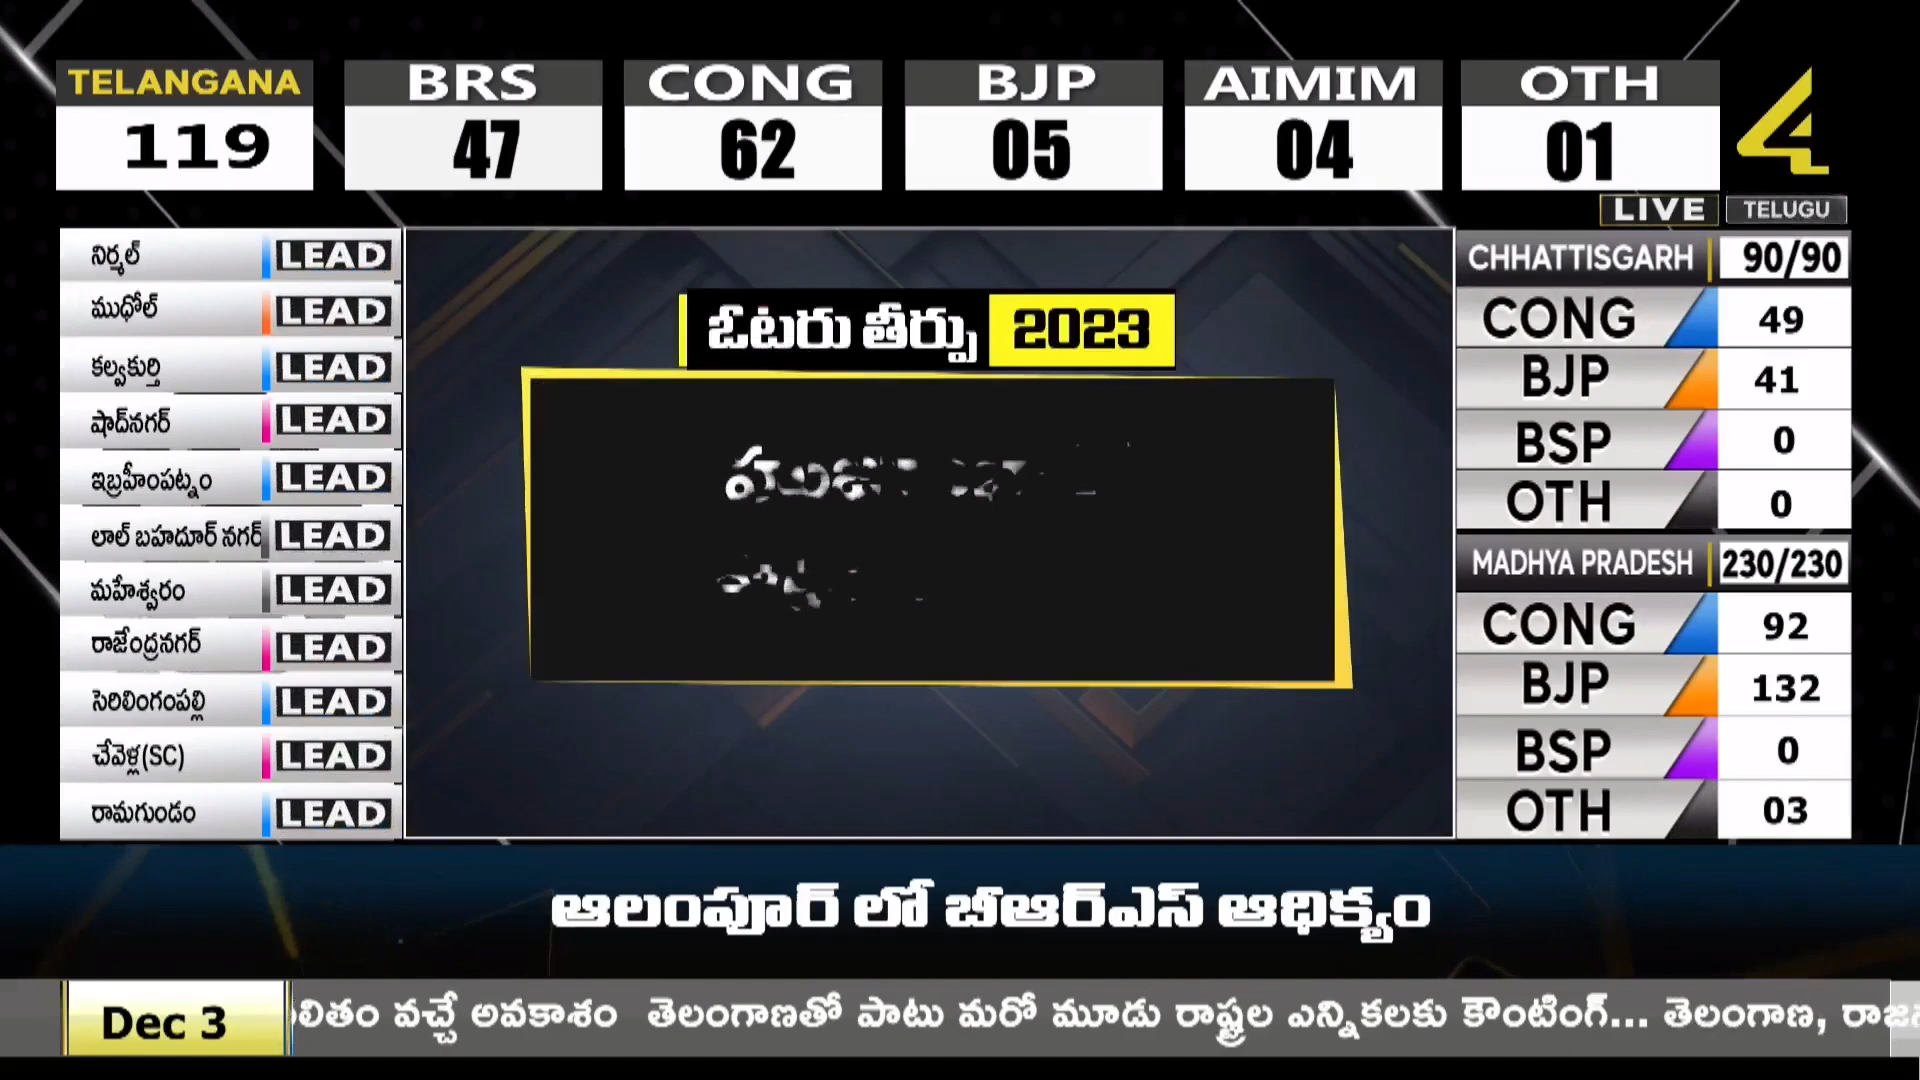 TELANGANA
119
BRS
47
CONG
62
BJP
05
AIMIM
04
OTH
01
LIVE TELUGU
నిర్మల్ LEAD
ముధోల్ LEAD
కల్వకుర్తి LEAD
షాద్‌నగర్ LEAD
ఇబ్రహీంపట్నం LEAD
లాల్ బహదూర్ నగర్ LEAD
మహేశ్వరం LEAD
రాజేంద్రనగర్ LEAD
సెరిలింగంపల్లి LEAD
చేవెళ్ల(SC) LEAD
రామగుండం LEAD
ఓటరు తీర్పు 2023
CHHATTISGARH 90/90
CONG 49
BJP 41
BSP 0
OTH 0
MADHYA PRADESH 230/230
CONG 92
BJP 132
BSP 0
OTH 03
ఆలంపూర్ లో బీఆర్ఎస్ ఆధిక్యం
Dec 3 వచ్చే అవకాశం తెలంగాణతో పాటు మరో మూడు రాష్ట్రల ఎన్నికలకు కౌంటింగ్... తెలంగాణ,